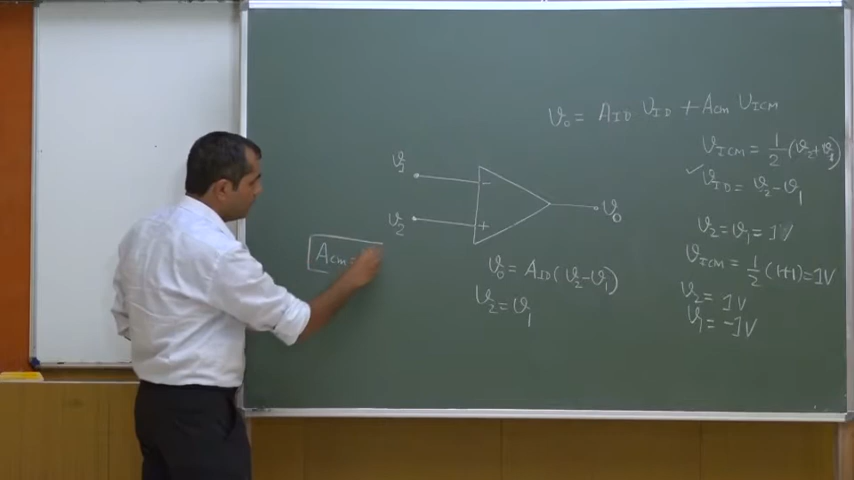 v₀ = A_ID v_ID + A_CM v_ICM
v_ICM = 1/2 (v₂+v₁)
✓ v_ID = v₂-v₁
v₂ = v₁ = 1V
v_ICM = 1/2 (1+1) = 1V
v₂ = 1V
v₁ = -1V
v₁
-
v₂
+
v₀
v₀ = A_ID (v₂-v₁)
v₂ = v₁
A_CM =